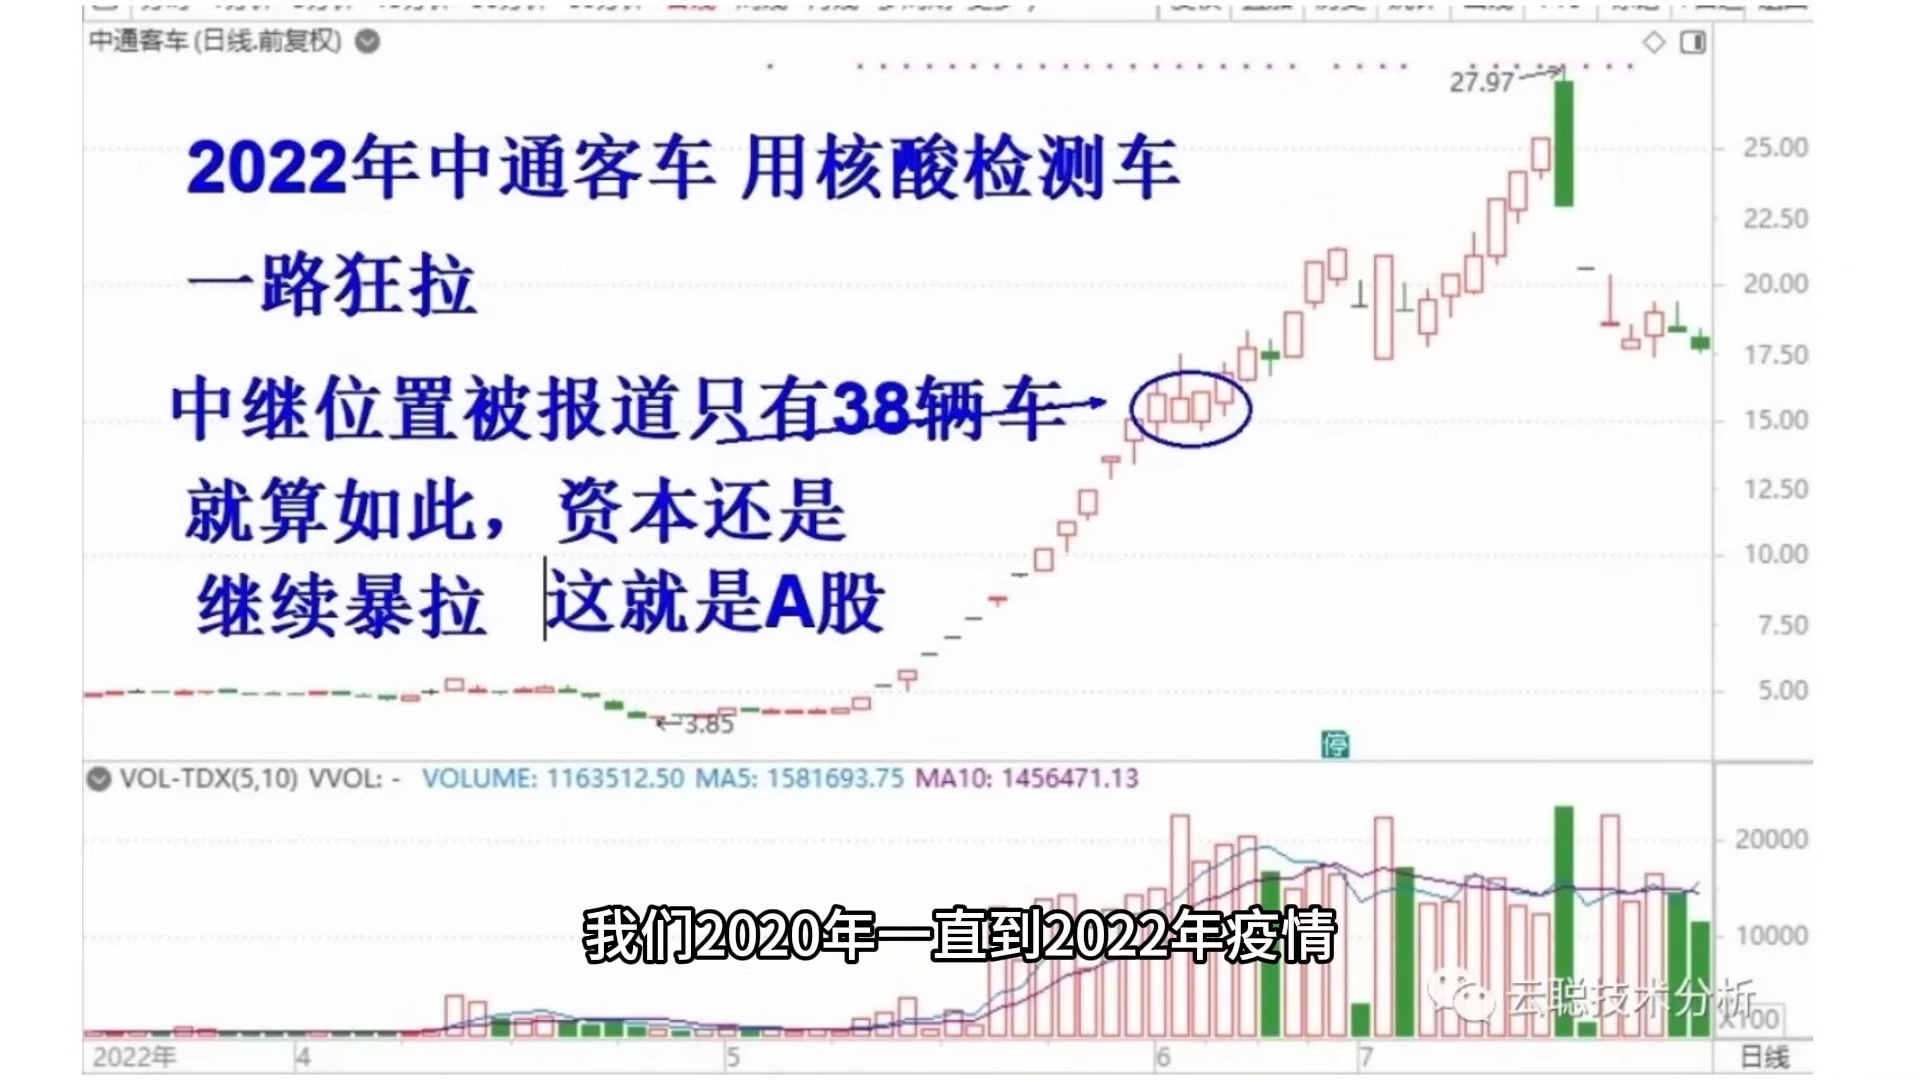 中通客车(日线.前复权)
27.97
2022年中通客车 用核酸检测车
一路狂拉
中继位置被报道只有38辆车
就算如此，资本还是
继续暴拉 这就是A股
25.00
22.50
20.00
17.50
15.00
12.50
10.00
7.50
5.00
←3.85
停
VOL-TDX(5,10) VVOL: - VOLUME: 1163512.50 MA5: 1581693.75 MA10: 1456471.13
20000
10000
X100
我们2020年一直到2022年疫情
云聪技术分析
2022年 4 5 6 7 日线